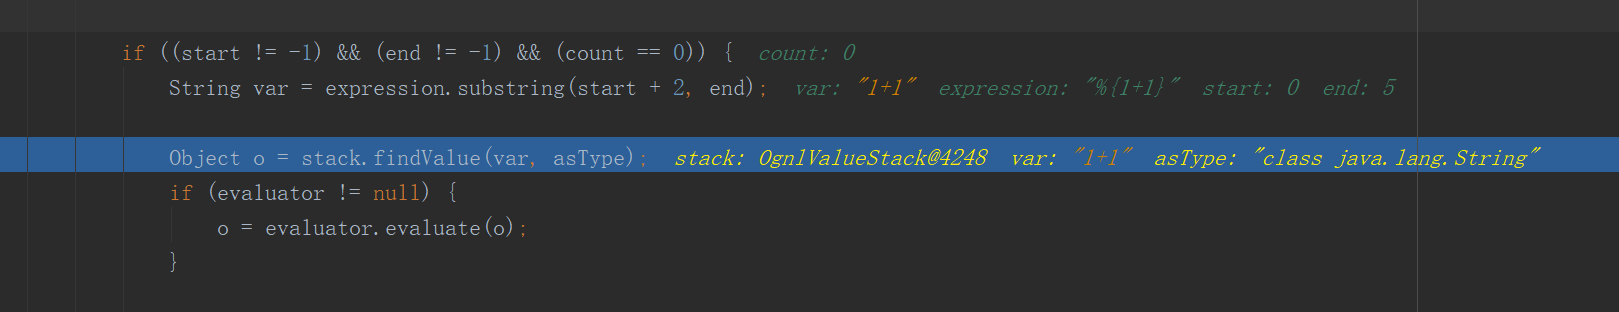 if ((start != -1) && (end != -1) && (count == 0)) {  count: 0
String var = expression.substring(start + 2, end);  var: "1+1"  expression: "%{1+1}"  start: 0  end: 5
Object o = stack.findValue(var, asType);  stack: OgnlValueStack@4248  var: "1+1"  asType: "class java.lang.String"
if (evaluator != null) {
o = evaluator.evaluate(o);
}